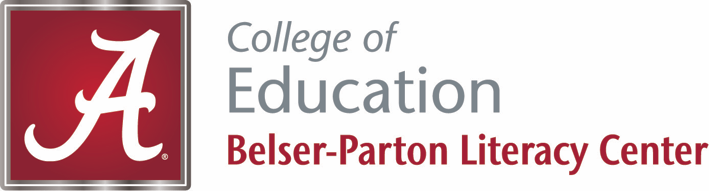 A®
College of
Education
Belser-Parton Literacy Center